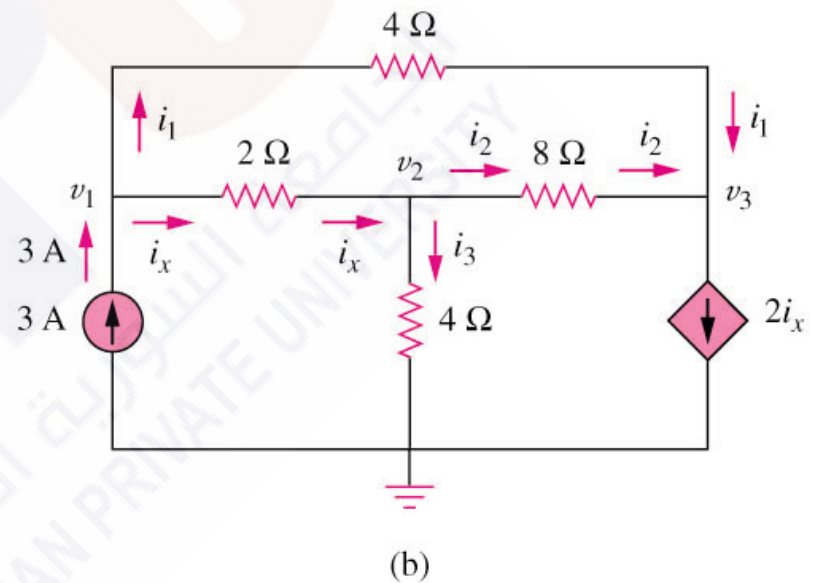 4 Ω
i₁
i₁
2 Ω
v₂
i₂
8 Ω
i₂
v₁
v₃
3 A
iₓ
iₓ
i₃
3 A
4 Ω
2iₓ
(b)
PRIVATE UNIVERSITY